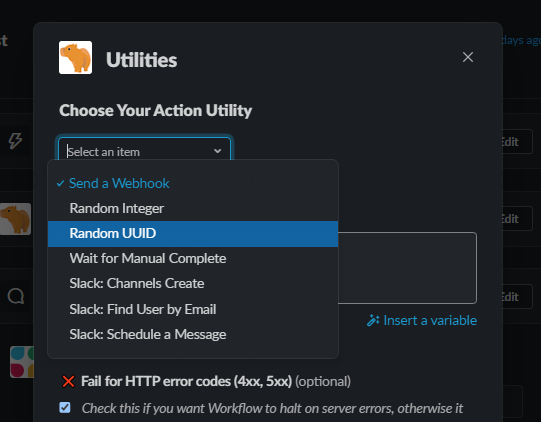 st
Utilities
days ago
Choose Your Action Utility
Select an item
Edit
Send a Webhook
Random Integer
Random UUID
Edit
Wait for Manual Complete
Slack: Channels Create
Edit
Slack: Find User by Email
Insert a variable
Slack: Schedule a Message
Fail for HTTP error codes (4xx, 5xx) (optional)
Check this if you want Workflow to halt on server errors, otherwise it